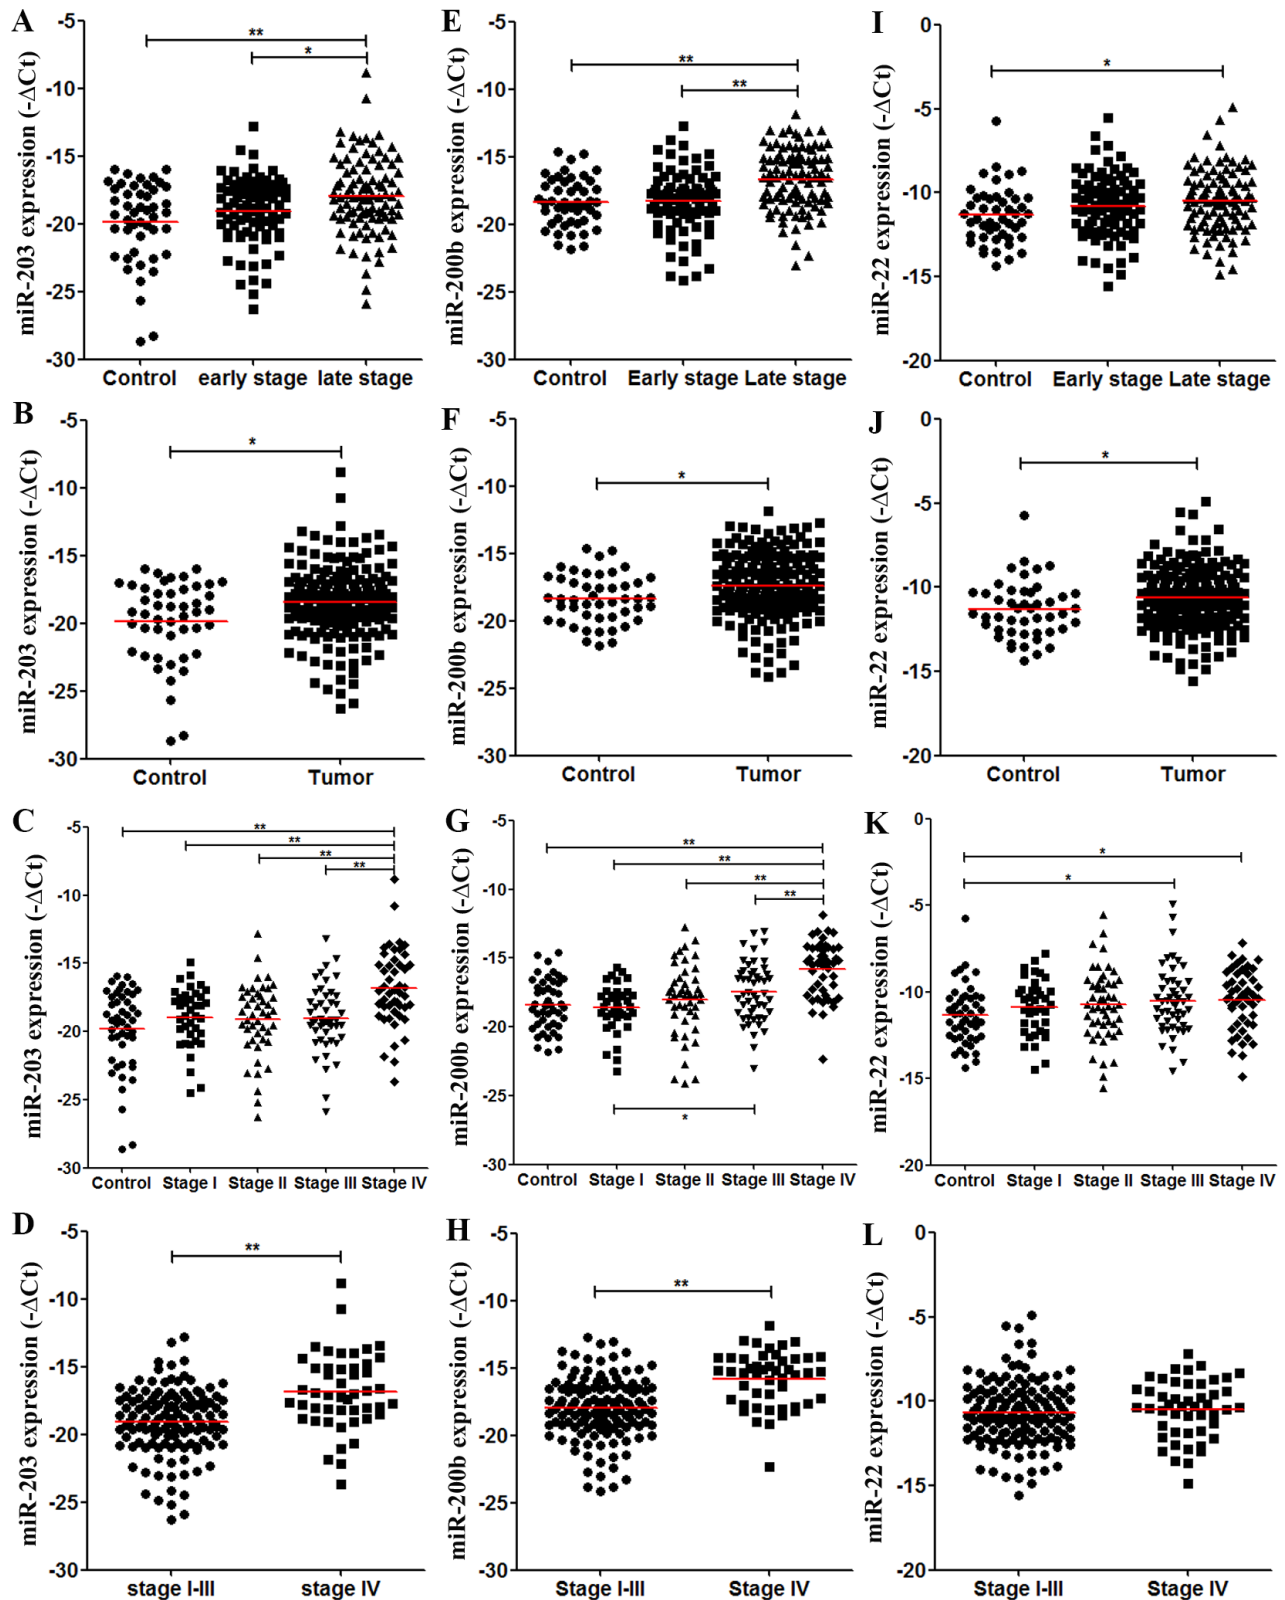 A
miR-203 expression (-ΔCt)
-5
-10
-15
-20
-25
-30
**
*
Control early stage late stage
E
miR-200b expression (-ΔCt)
-5
-10
-15
-20
-25
-30
**
**
Control Early stage Late stage
I
miR-22 expression (-ΔCt)
0
-5
-10
-15
-20
*
Control Early stage Late stage
B
miR-203 expression (-ΔCt)
-5
-10
-15
-20
-25
-30
*
Control Tumor
F
miR-200b expression (-ΔCt)
-5
-10
-15
-20
-25
-30
*
Control Tumor
J
miR-22 expression (-ΔCt)
0
-5
-10
-15
-20
*
Control Tumor
C
miR-203 expression (-ΔCt)
-5
-10
-15
-20
-25
-30
**
**
**
**
Control Stage I Stage II Stage III Stage IV
G
miR-200b expression (-ΔCt)
-5
-10
-15
-20
-25
-30
**
**
**
**
*
Control Stage I Stage II Stage III Stage IV
K
miR-22 expression (-ΔCt)
0
-5
-10
-15
-20
*
*
Control Stage I Stage II Stage III Stage IV
D
miR-203 expression (-ΔCt)
-5
-10
-15
-20
-25
-30
**
stage I-III stage IV
H
miR-200b expression (-ΔCt)
-5
-10
-15
-20
-25
-30
**
Stage I-III Stage IV
L
miR-22 expression (-ΔCt)
0
-5
-10
-15
-20
Stage I-III Stage IV